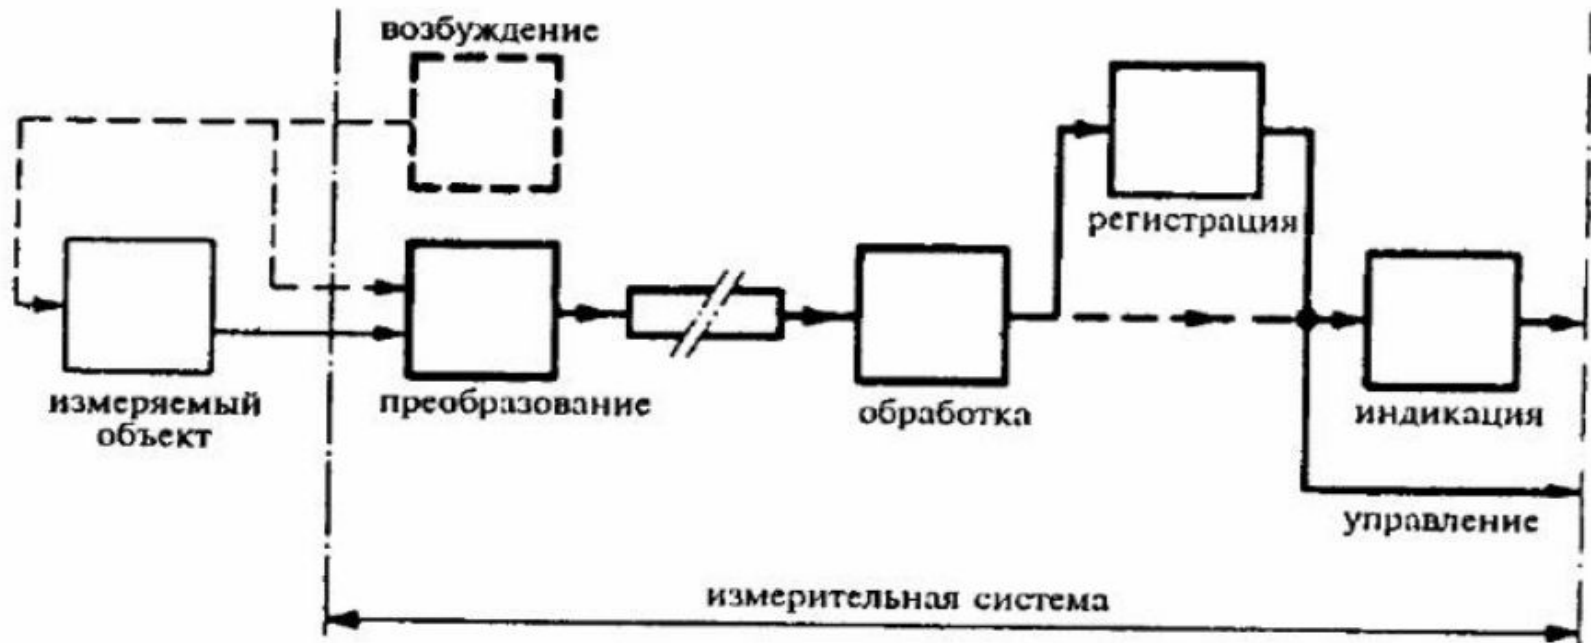 возбуждение
регистрация
измеряемый
объект
преобразование
обработка
индикация
управление
измерительная система